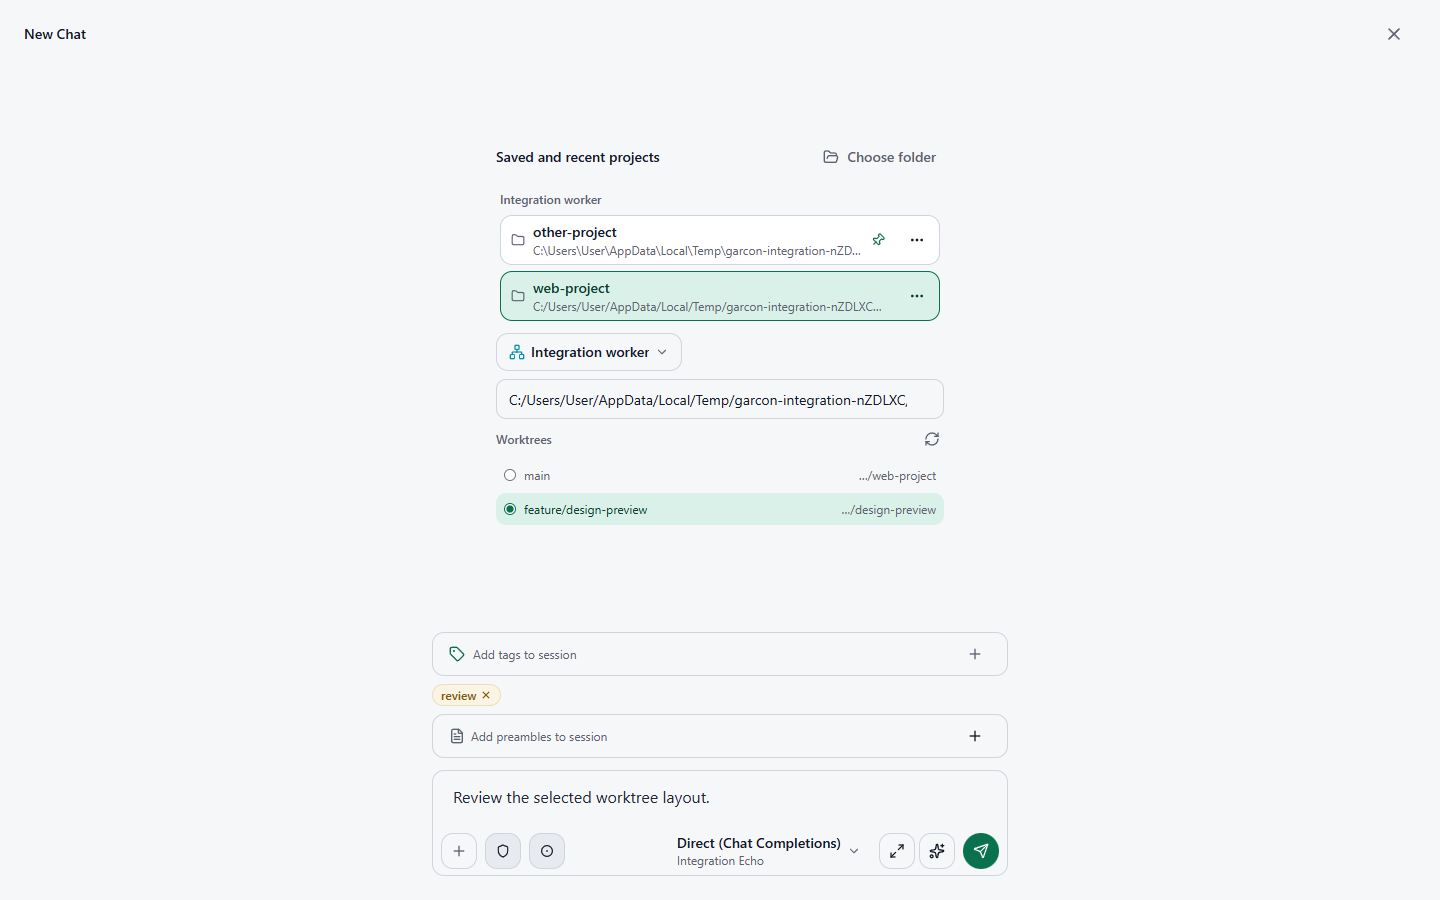 New Chat
Saved and recent projects
Choose folder
Integration worker
other-project
C:\Users\User\AppData\Local\Temp\garcon-integration-nZD...
web-project
C:/Users/User/AppData/Local/Temp/garcon-integration-nZDLXC...
Integration worker
C:/Users/User/AppData/Local/Temp/garcon-integration-nZDLXC,
Worktrees
main
.../web-project
feature/design-preview
.../design-preview
Add tags to session
review
Add preambles to session
Review the selected worktree layout.
Direct (Chat Completions)
Integration Echo